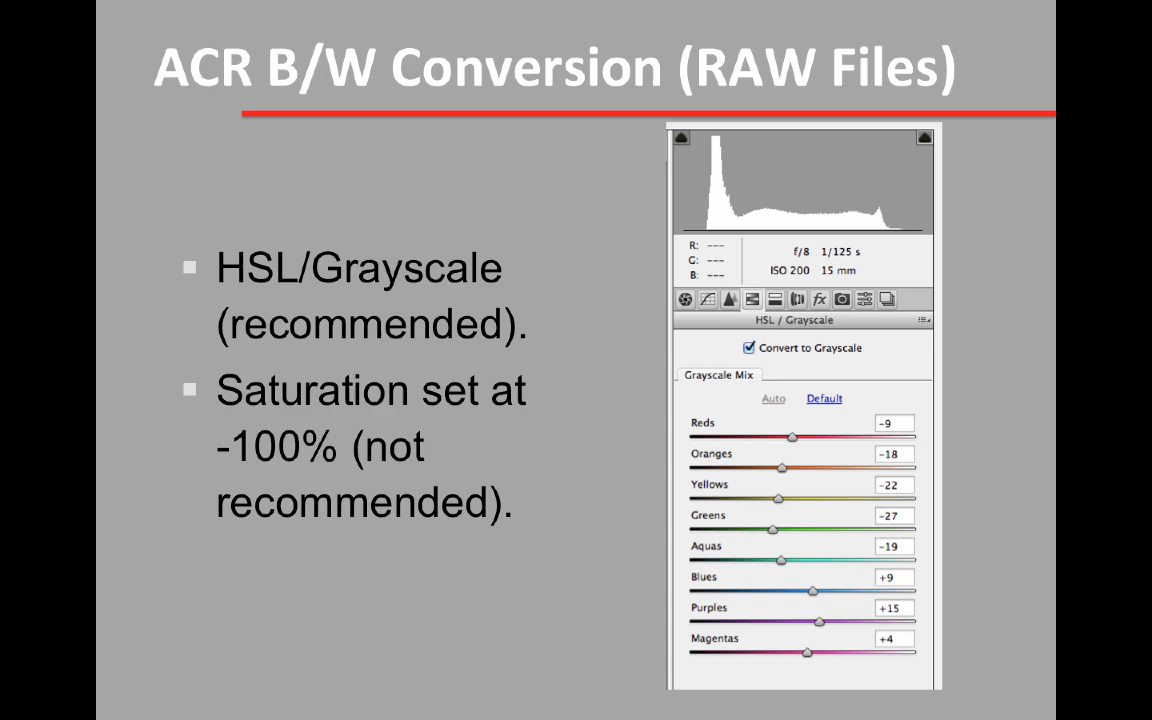 ACR B/W Conversion (RAW Files)
HSL/Grayscale
(recommended).
Saturation set at
-100% (not
recommended).
R: ---
G: ---
B: ---
f/8 1/125 s
ISO 200 15 mm
fx
HSL / Grayscale
Convert to Grayscale
Grayscale Mix
Auto Default
Reds -9
Oranges -18
Yellows -22
Greens -27
Aquas -19
Blues +9
Purples +15
Magentas +4